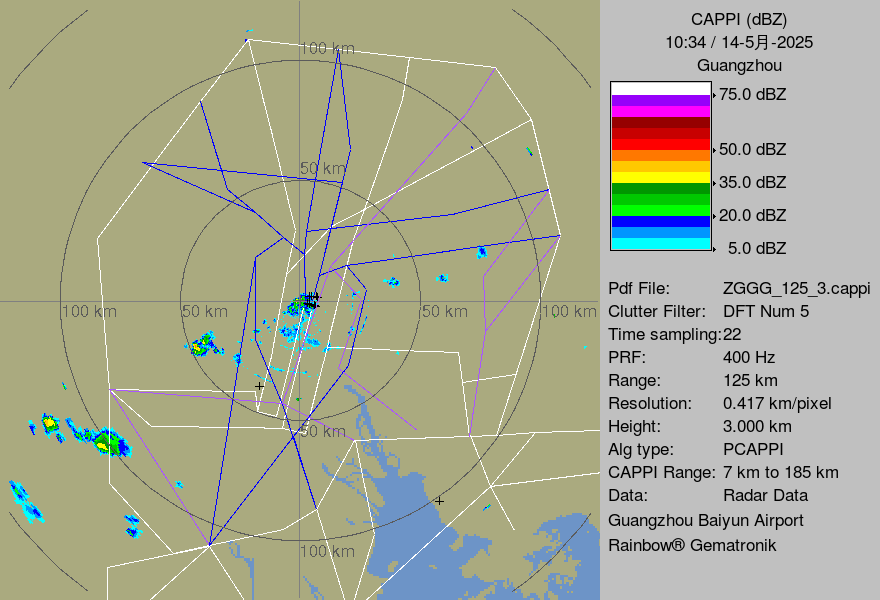 CAPPI (dBZ)
10:34 / 14-5月-2025
Guangzhou
75.0 dBZ
50.0 dBZ
35.0 dBZ
20.0 dBZ
5.0 dBZ
Pdf File: ZGGG_125_3.cappi
Clutter Filter: DFT Num 5
Time sampling:22
PRF: 400 Hz
Range: 125 km
Resolution: 0.417 km/pixel
Height: 3.000 km
Alg type: PCAPPI
CAPPI Range: 7 km to 185 km
Data: Radar Data
Guangzhou Baiyun Airport
Rainbow® Gematronik
100 km
50 km
100 km
50 km
50 km
100 km
50 km
100 km